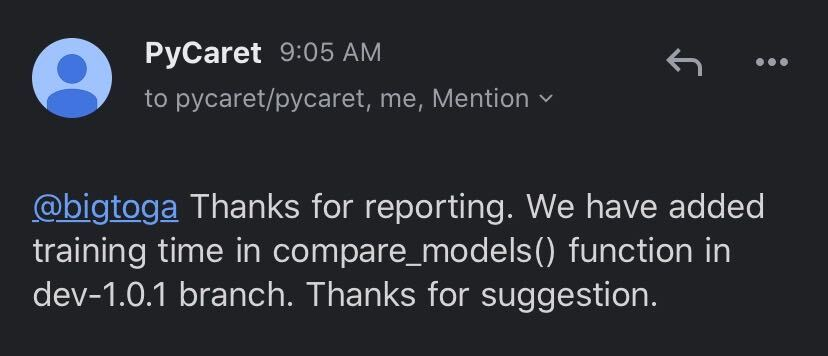 PyCaret 9:05 AM
to pycaret/pycaret, me, Mention
@bigtoga Thanks for reporting. We have added
training time in compare_models() function in
dev-1.0.1 branch. Thanks for suggestion.